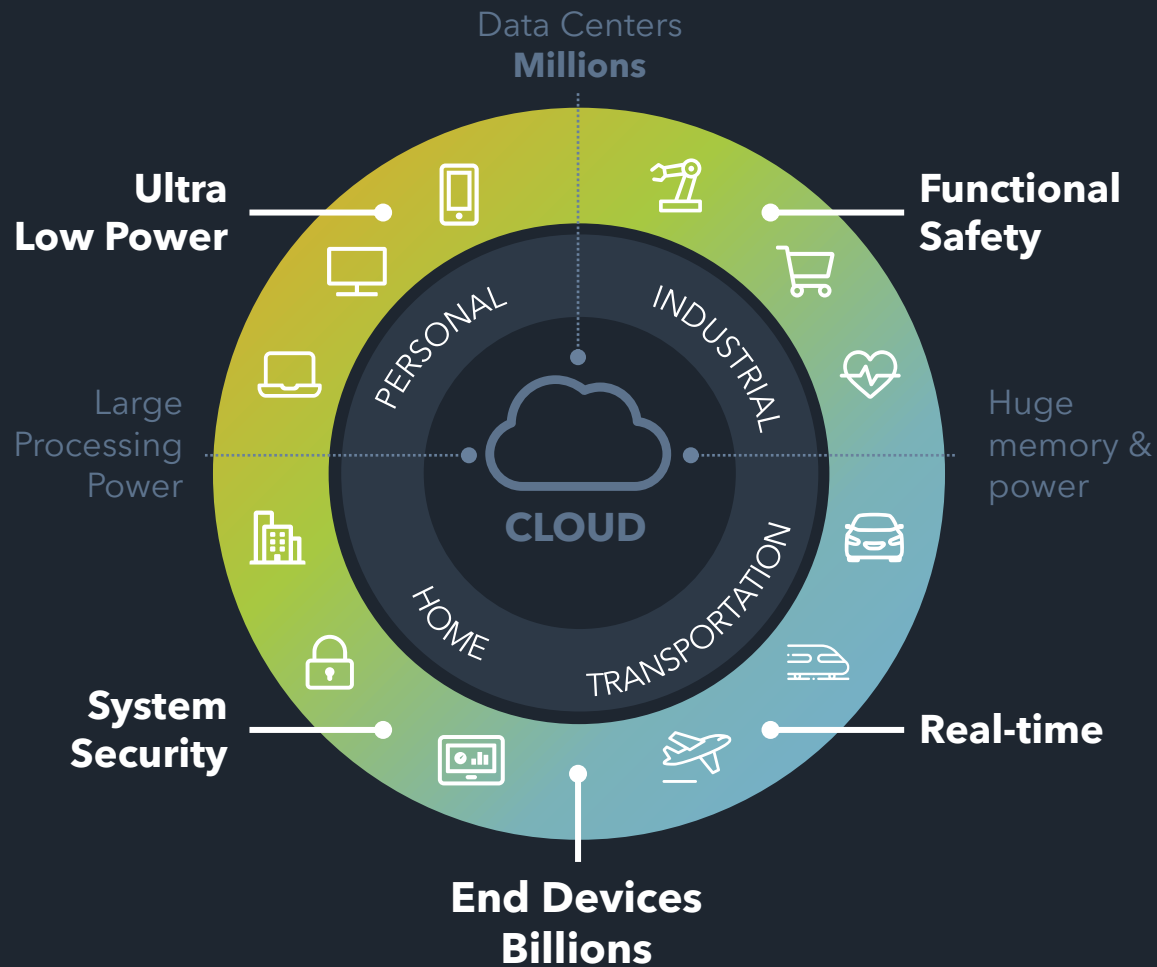 Data Centers
Millions
Ultra
Low Power
Functional
Safety
PERSONAL
INDUSTRIAL
Large
Processing
Power
Huge
memory &
power
CLOUD
HOME
TRANSPORTATION
System
Security
Real-time
End Devices
Billions